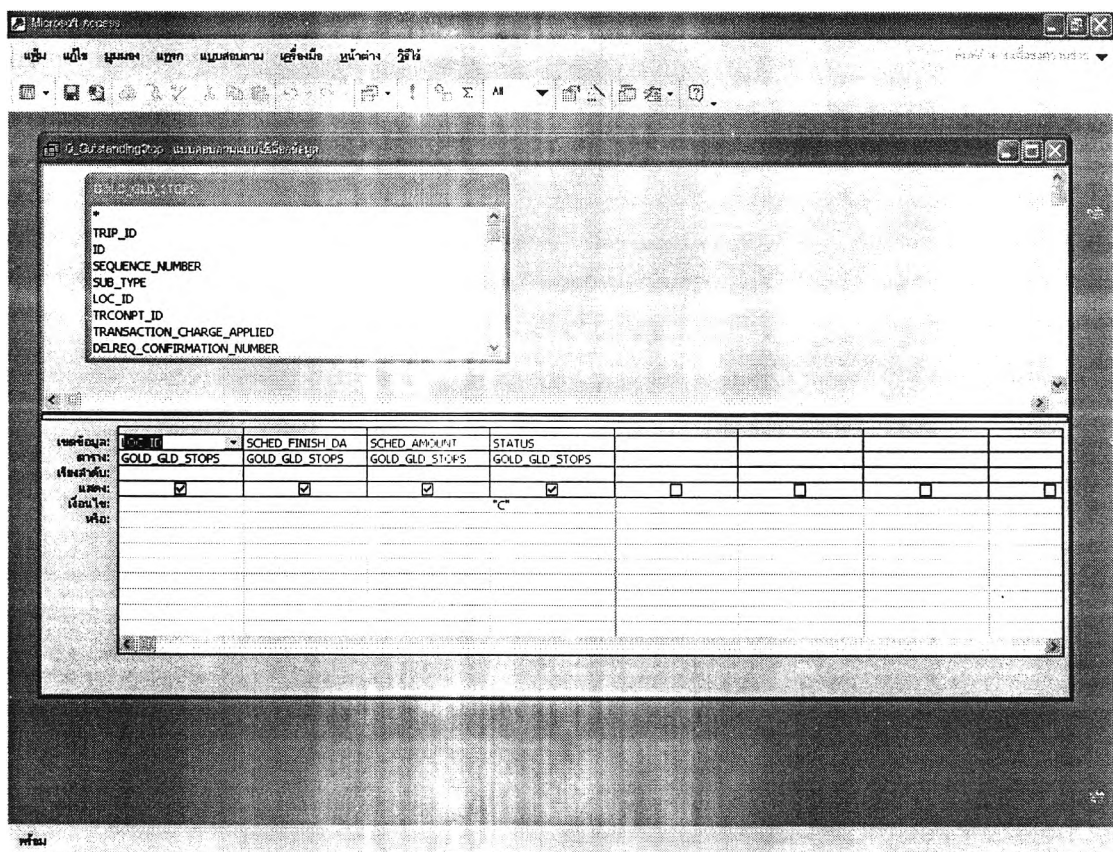 Microsoft Access
แฟ้ม แก้ไข มุมมอง แทรก แบบสอบถาม เครื่องมือ หน้าต่าง วิธีใช้
All
Q_OutstandingStop : แบบสอบถามแบบใช้เลือกข้อมูล
GOLD_GLD_STOPS
*
TRIP_ID
ID
SEQUENCE_NUMBER
SUB_TYPE
LOC_ID
TRCONPT_ID
TRANSACTION_CHARGE_APPLIED
DELREQ_CONFIRMATION_NUMBER
เขตข้อมูล: LOC_ID SCHED_FINISH_DA SCHED_AMOUNT STATUS
ตาราง: GOLD_GLD_STOPS GOLD_GLD_STOPS GOLD_GLD_STOPS GOLD_GLD_STOPS
เรียงลำดับ:
แสดง:
เงื่อนไข: "C"
หรือ:
พร้อม